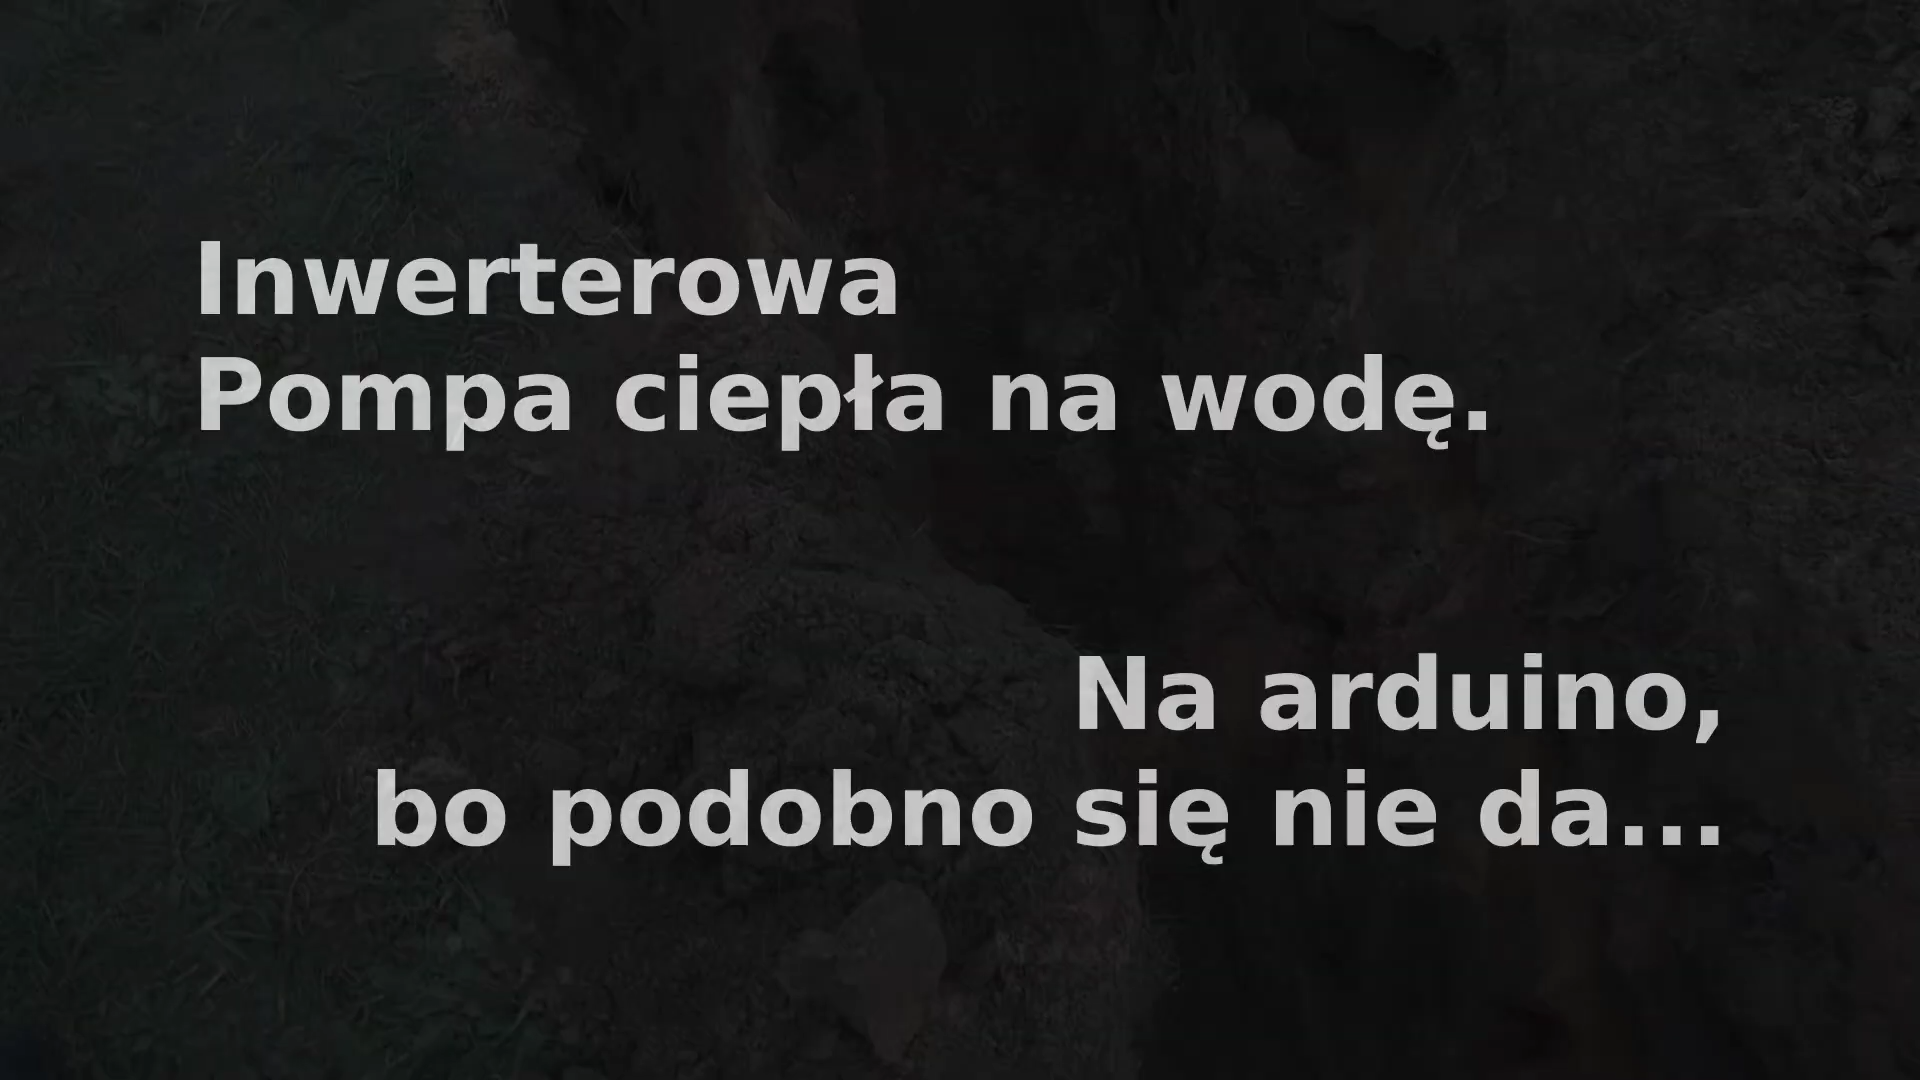 Inwerterowa
Pompa ciepła na wodę.
Na arduino,
bo podobno się nie da...